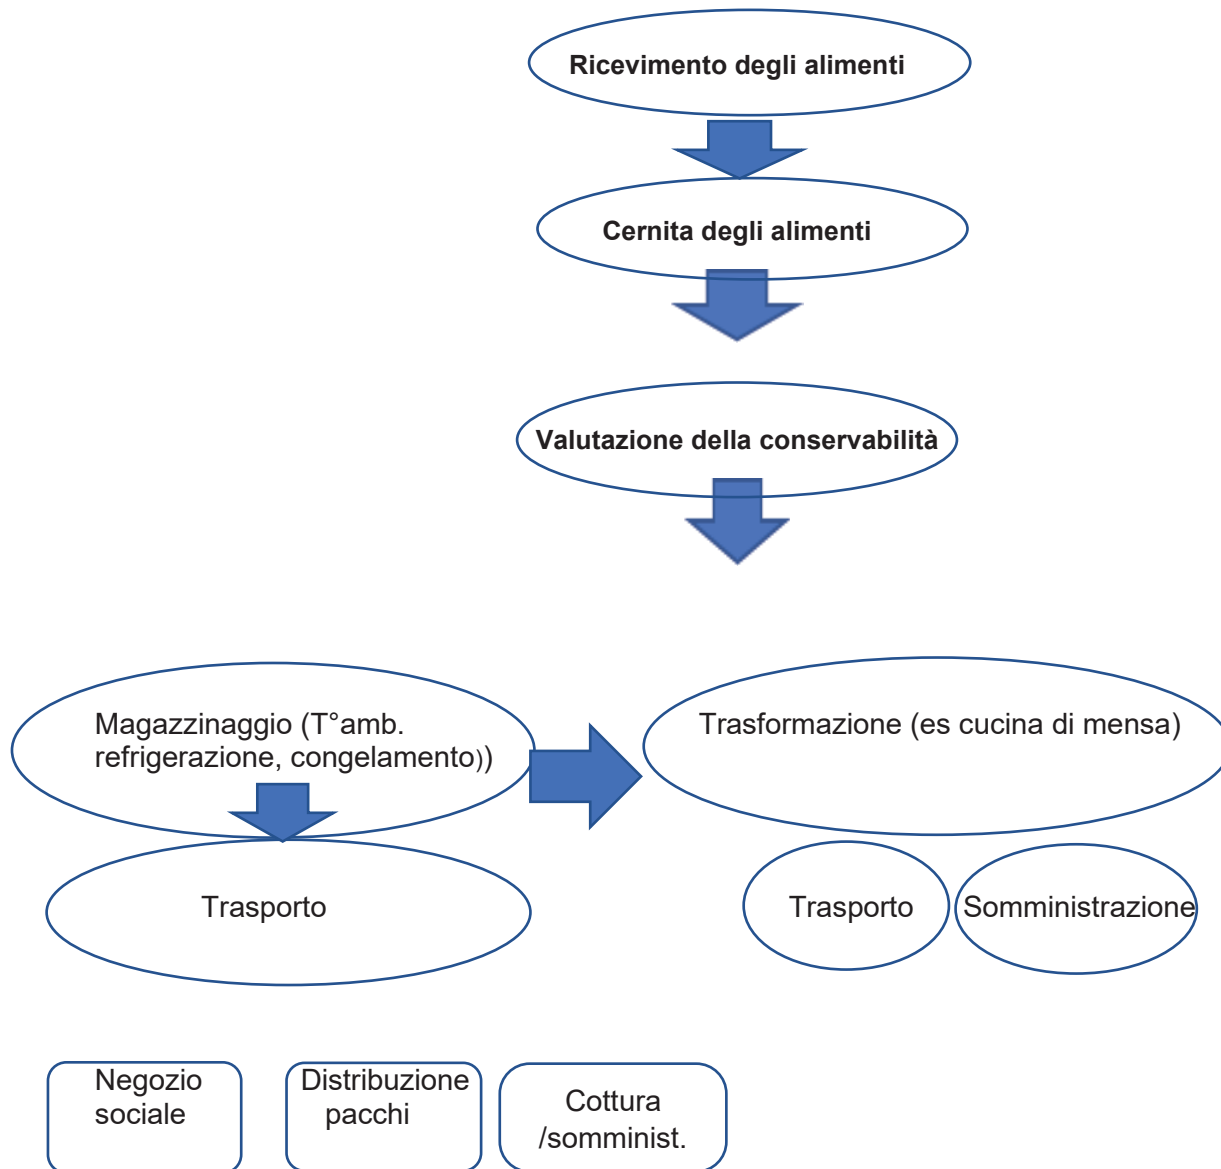 Ricevimento degli alimenti
Cernita degli alimenti
Valutazione della conservabilità
Magazzinaggio (T°amb.
refrigerazione, congelamento))
Trasformazione (es cucina di mensa)
Trasporto
Trasporto
Somministrazione
Negozio
sociale
Distribuzione
pacchi
Cottura
/somminist.